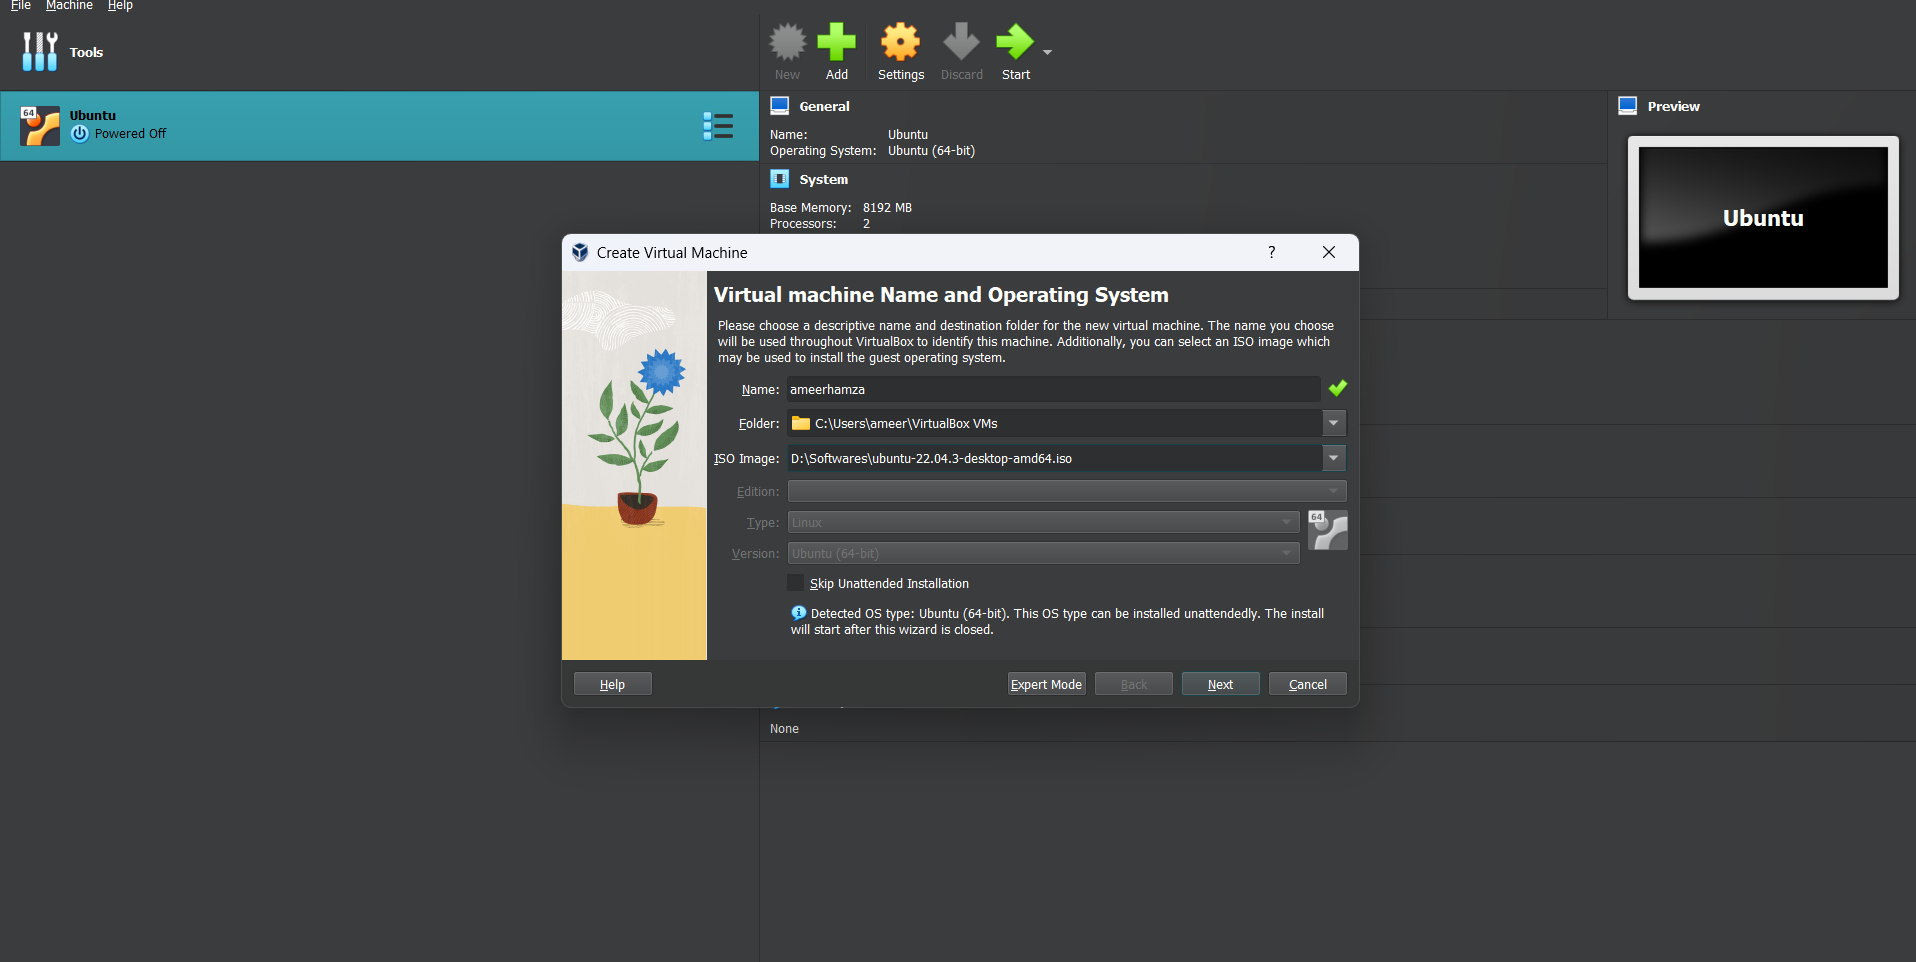 File Machine Help
Tools
New Add Settings Discard Start
64
Ubuntu
Powered Off
General
Name: Ubuntu
Operating System: Ubuntu (64-bit)
System
Base Memory: 8192 MB
Processors: 2
Preview
Ubuntu
Create Virtual Machine ?
Virtual machine Name and Operating System
Please choose a descriptive name and destination folder for the new virtual machine. The name you choose
will be used throughout VirtualBox to identify this machine. Additionally, you can select an ISO image which
may be used to install the guest operating system.
Name: ameerhamza
Folder: C:\Users\ameer\VirtualBox VMs
ISO Image: D:\Softwares\ubuntu-22.04.3-desktop-amd64.iso
Edition:
Type: Linux
64
Version: Ubuntu (64-bit)
Skip Unattended Installation
Detected OS type: Ubuntu (64-bit). This OS type can be installed unattendedly. The install
will start after this wizard is closed.
Help Expert Mode Back Next Cancel
None